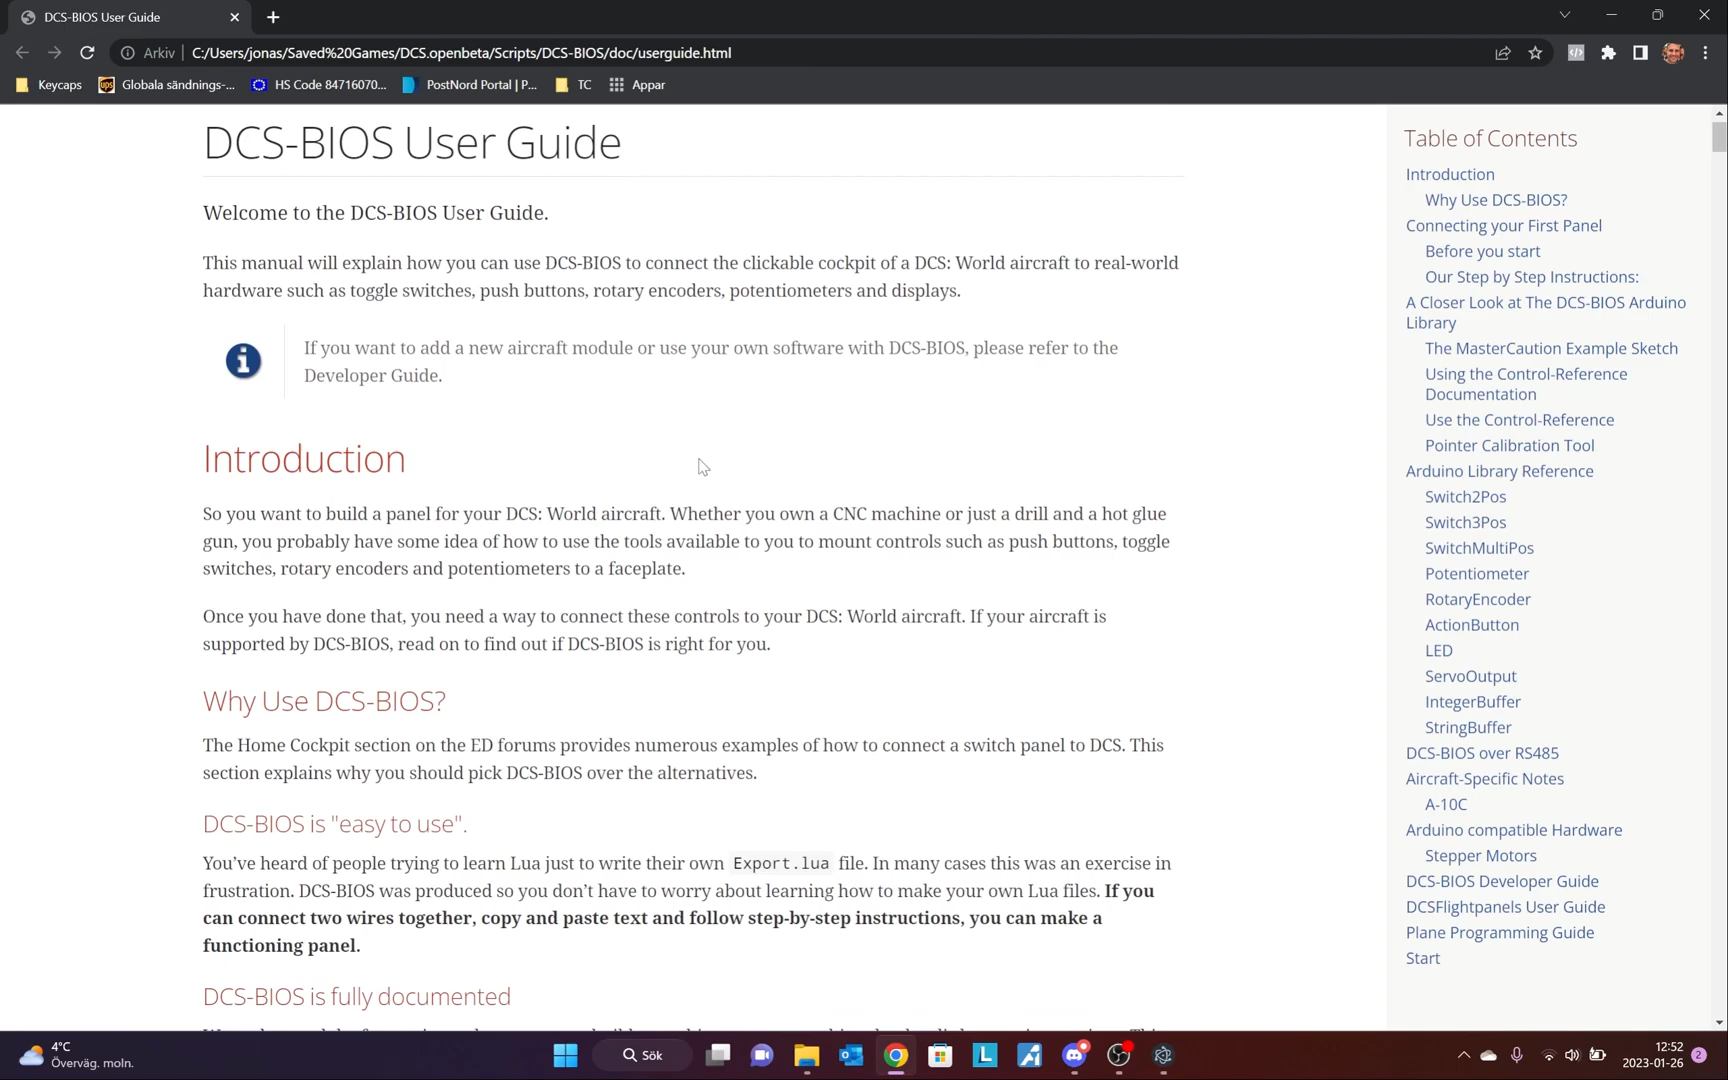 DCS-BIOS User Guide
Arkiv
C:/Users/jonas/Saved%20Games/DCS.openbeta/Scripts/DCS-BIOS/doc/userguide.html
Keycaps
Globala sändnings-...
HS Code 84716070...
PostNord Portal | P...
TC
Appar
DCS-BIOS User Guide
Welcome to the DCS-BIOS User Guide.
This manual will explain how you can use DCS-BIOS to connect the clickable cockpit of a DCS: World aircraft to real-world
hardware such as toggle switches, push buttons, rotary encoders, potentiometers and displays.
If you want to add a new aircraft module or use your own software with DCS-BIOS, please refer to the
Developer Guide.
Introduction
So you want to build a panel for your DCS: World aircraft. Whether you own a CNC machine or just a drill and a hot glue
gun, you probably have some idea of how to use the tools available to you to mount controls such as push buttons, toggle
switches, rotary encoders and potentiometers to a faceplate.
Once you have done that, you need a way to connect these controls to your DCS: World aircraft. If your aircraft is
supported by DCS-BIOS, read on to find out if DCS-BIOS is right for you.
Why Use DCS-BIOS?
The Home Cockpit section on the ED forums provides numerous examples of how to connect a switch panel to DCS. This
section explains why you should pick DCS-BIOS over the alternatives.
DCS-BIOS is "easy to use".
You've heard of people trying to learn Lua just to write their own Export.lua file. In many cases this was an exercise in
frustration. DCS-BIOS was produced so you don't have to worry about learning how to make your own Lua files. If you
can connect two wires together, copy and paste text and follow step-by-step instructions, you can make a
functioning panel.
DCS-BIOS is fully documented
Table of Contents
Introduction
Why Use DCS-BIOS?
Connecting your First Panel
Before you start
Our Step by Step Instructions:
A Closer Look at The DCS-BIOS Arduino
Library
The MasterCaution Example Sketch
Using the Control-Reference
Documentation
Use the Control-Reference
Pointer Calibration Tool
Arduino Library Reference
Switch2Pos
Switch3Pos
SwitchMultiPos
Potentiometer
RotaryEncoder
ActionButton
LED
ServoOutput
IntegerBuffer
StringBuffer
DCS-BIOS over RS485
Aircraft-Specific Notes
A-10C
Arduino compatible Hardware
Stepper Motors
DCS-BIOS Developer Guide
DCSFlightpanels User Guide
Plane Programming Guide
Start
4°C
Överväg. moln.
Sök
12:52
2023-01-26
2